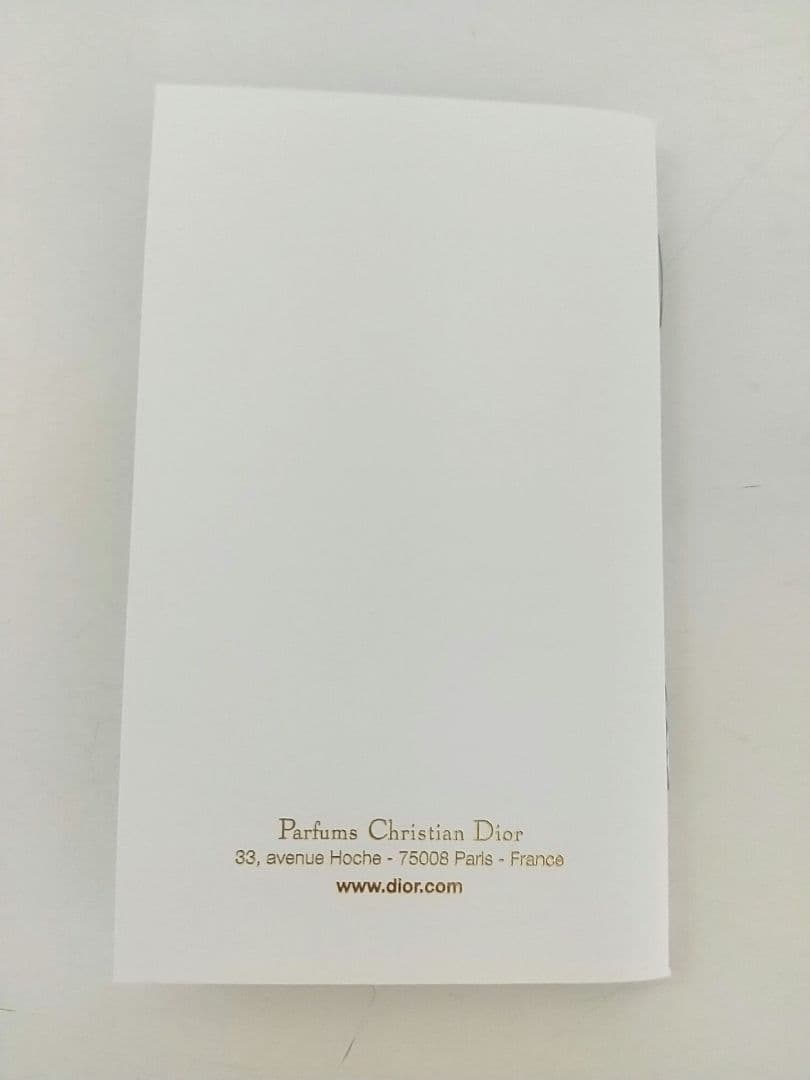 Parfums Christian Dior
33, avenue Hoche - 75008 Paris - France
www.dior.com